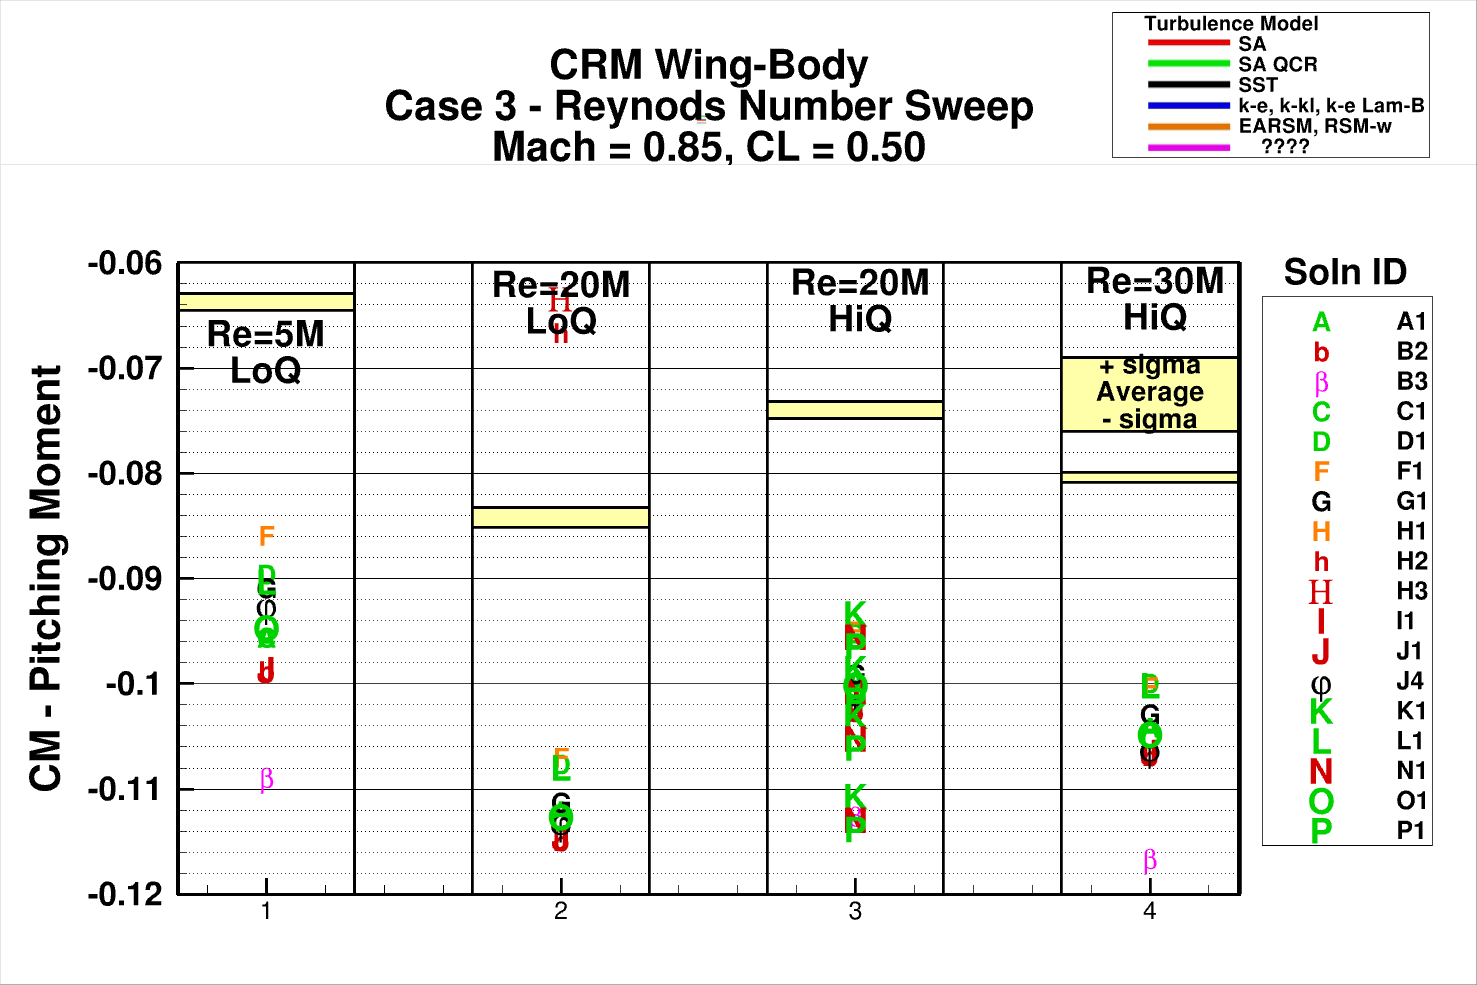 Turbulence Model
SA
SA QCR
SST
k-e, k-kl, k-e Lam-B
EARSM, RSM-w
????
CRM Wing-Body
Case 3 - Reynods Number Sweep
Mach = 0.85, CL = 0.50
CM - Pitching Moment
-0.06
-0.07
-0.08
-0.09
-0.1
-0.11
-0.12
Re=5M
LoQ
Re=20M
LoQ
Re=20M
HiQ
Re=30M
HiQ
+ sigma
Average
- sigma
H
h
F
D
G
φ
O
J
β
F
D
G
O
J
K
N
P
K
G
O
K
N
P
K
β
N
P
D
G
O
φ
β
1
2
3
4
Soln ID
A A1
b B2
β B3
C C1
D D1
F F1
G G1
H H1
h H2
H H3
I I1
J J1
φ J4
K K1
L L1
N N1
O O1
P P1